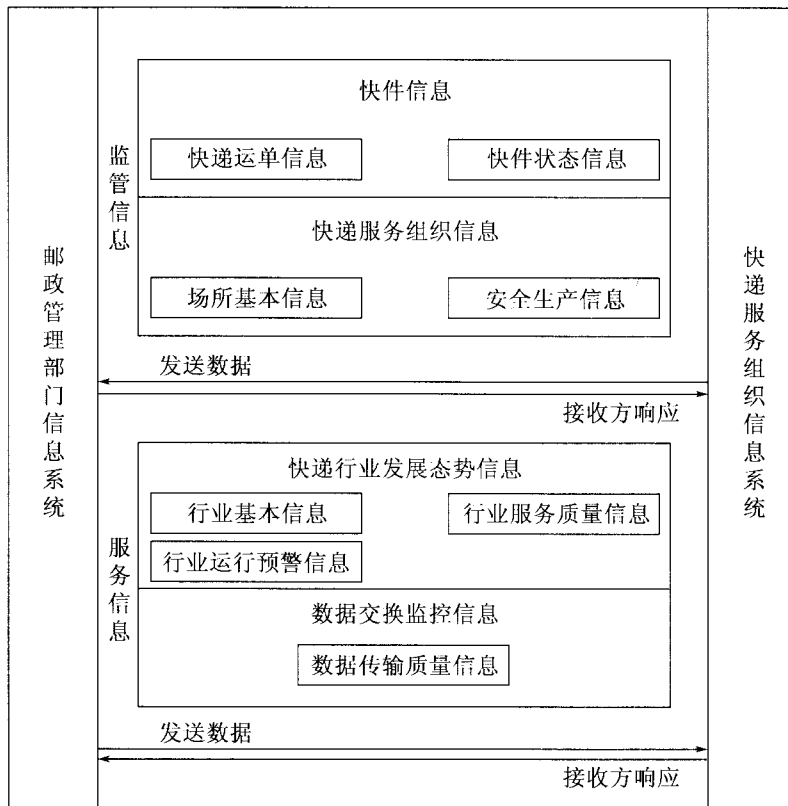 邮政管理部门信息系统
监管信息
快件信息
快递运单信息
快件状态信息
快递服务组织信息
场所基本信息
安全生产信息
发送数据
接收方响应
服务信息
快递行业发展态势信息
行业基本信息
行业服务质量信息
行业运行预警信息
数据交换监控信息
数据传输质量信息
发送数据
接收方响应
快递服务组织信息系统